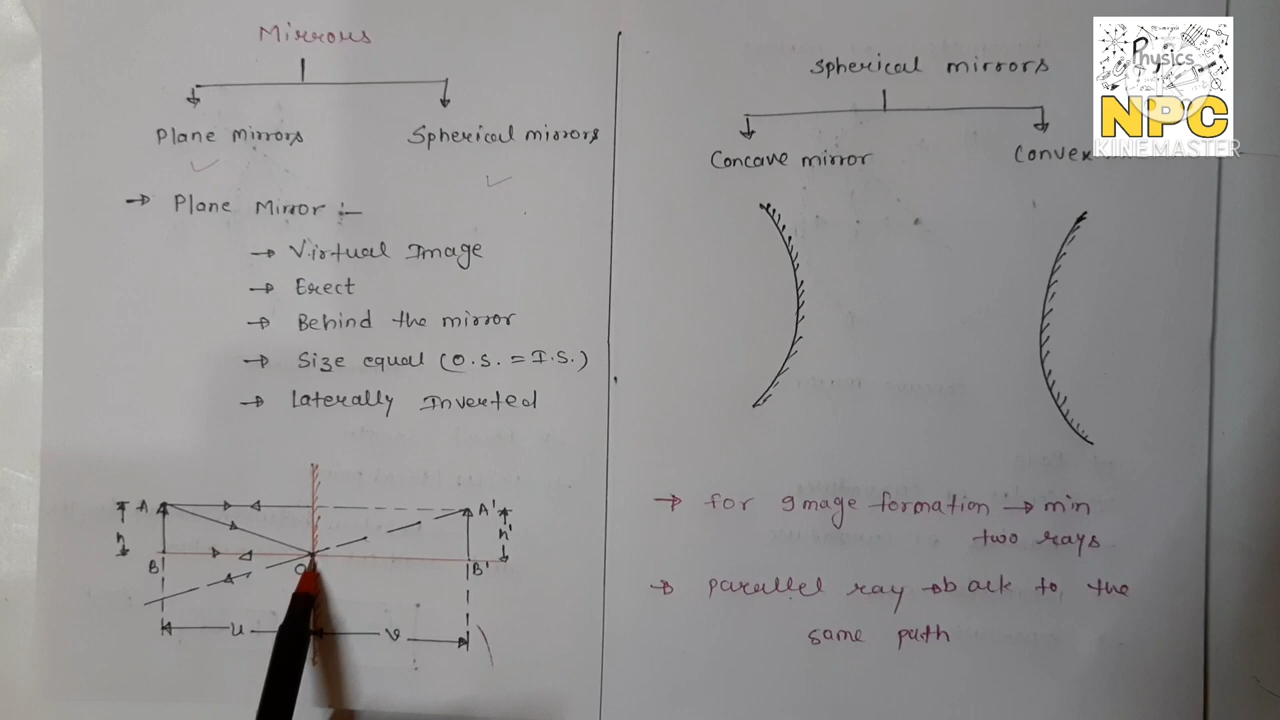 Mirrors
Plane mirrors
Spherical mirrors
→ Plane Mirror :-
→ Virtual Image
→ Erect
→ Behind the mirror
→ Size equal (O.S. = I.S.)
→ Laterally Inverted
A
A'
h
h'
B
O
B'
u
v
Spherical mirrors
Concave mirror
Convex
→ for Image formation → min
two rays
→ parallel ray → back to the
same path
Physics
NPC
KINEMASTER